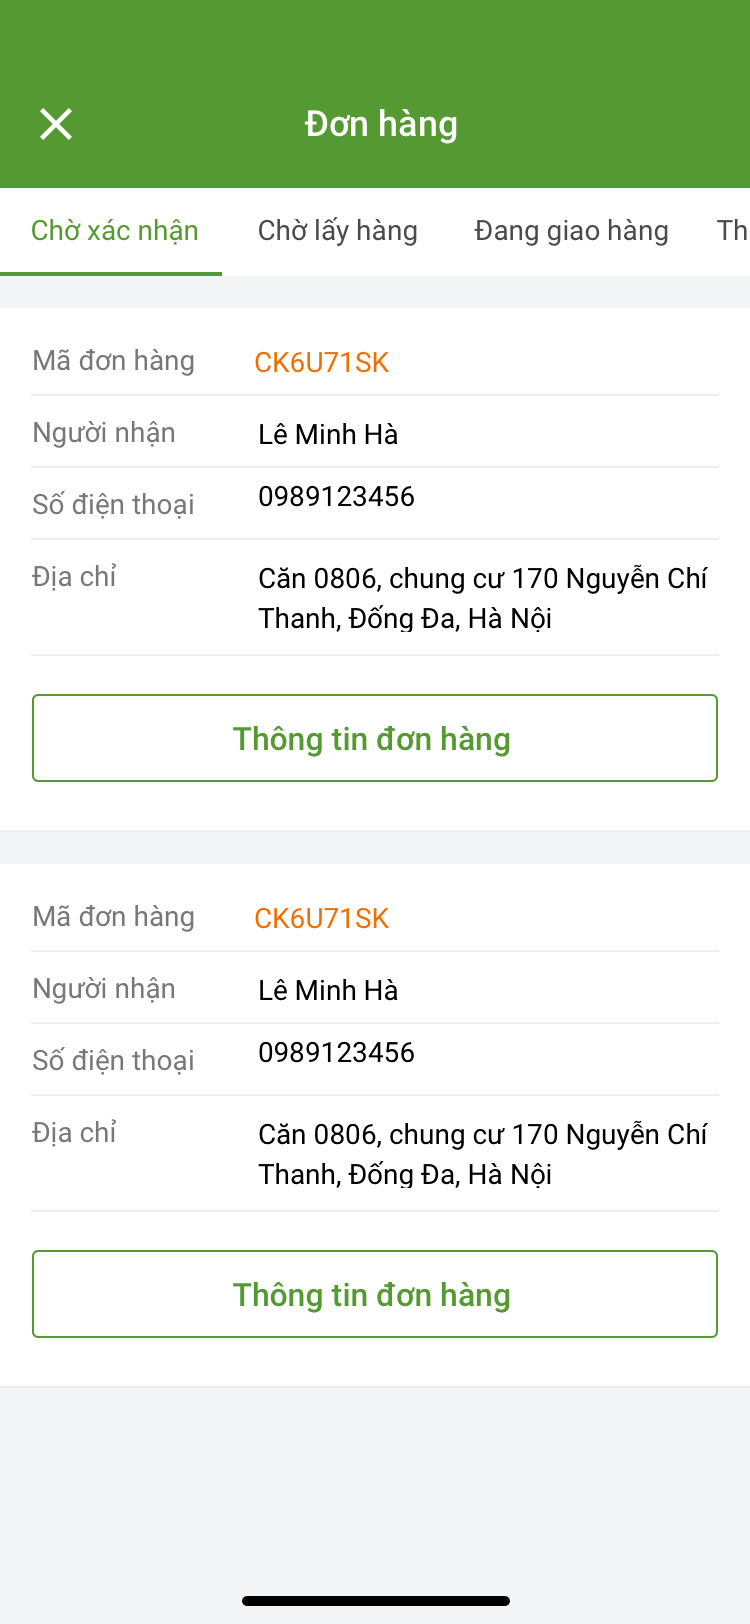 Đơn hàng
Chờ xác nhận Chờ lấy hàng Đang giao hàng Th
Mã đơn hàng CK6U71SK
Người nhận Lê Minh Hà
Số điện thoại 0989123456
Địa chỉ Căn 0806, chung cư 170 Nguyễn Chí
Thanh, Đống Đa, Hà Nội
Thông tin đơn hàng
Mã đơn hàng CK6U71SK
Người nhận Lê Minh Hà
Số điện thoại 0989123456
Địa chỉ Căn 0806, chung cư 170 Nguyễn Chí
Thanh, Đống Đa, Hà Nội
Thông tin đơn hàng